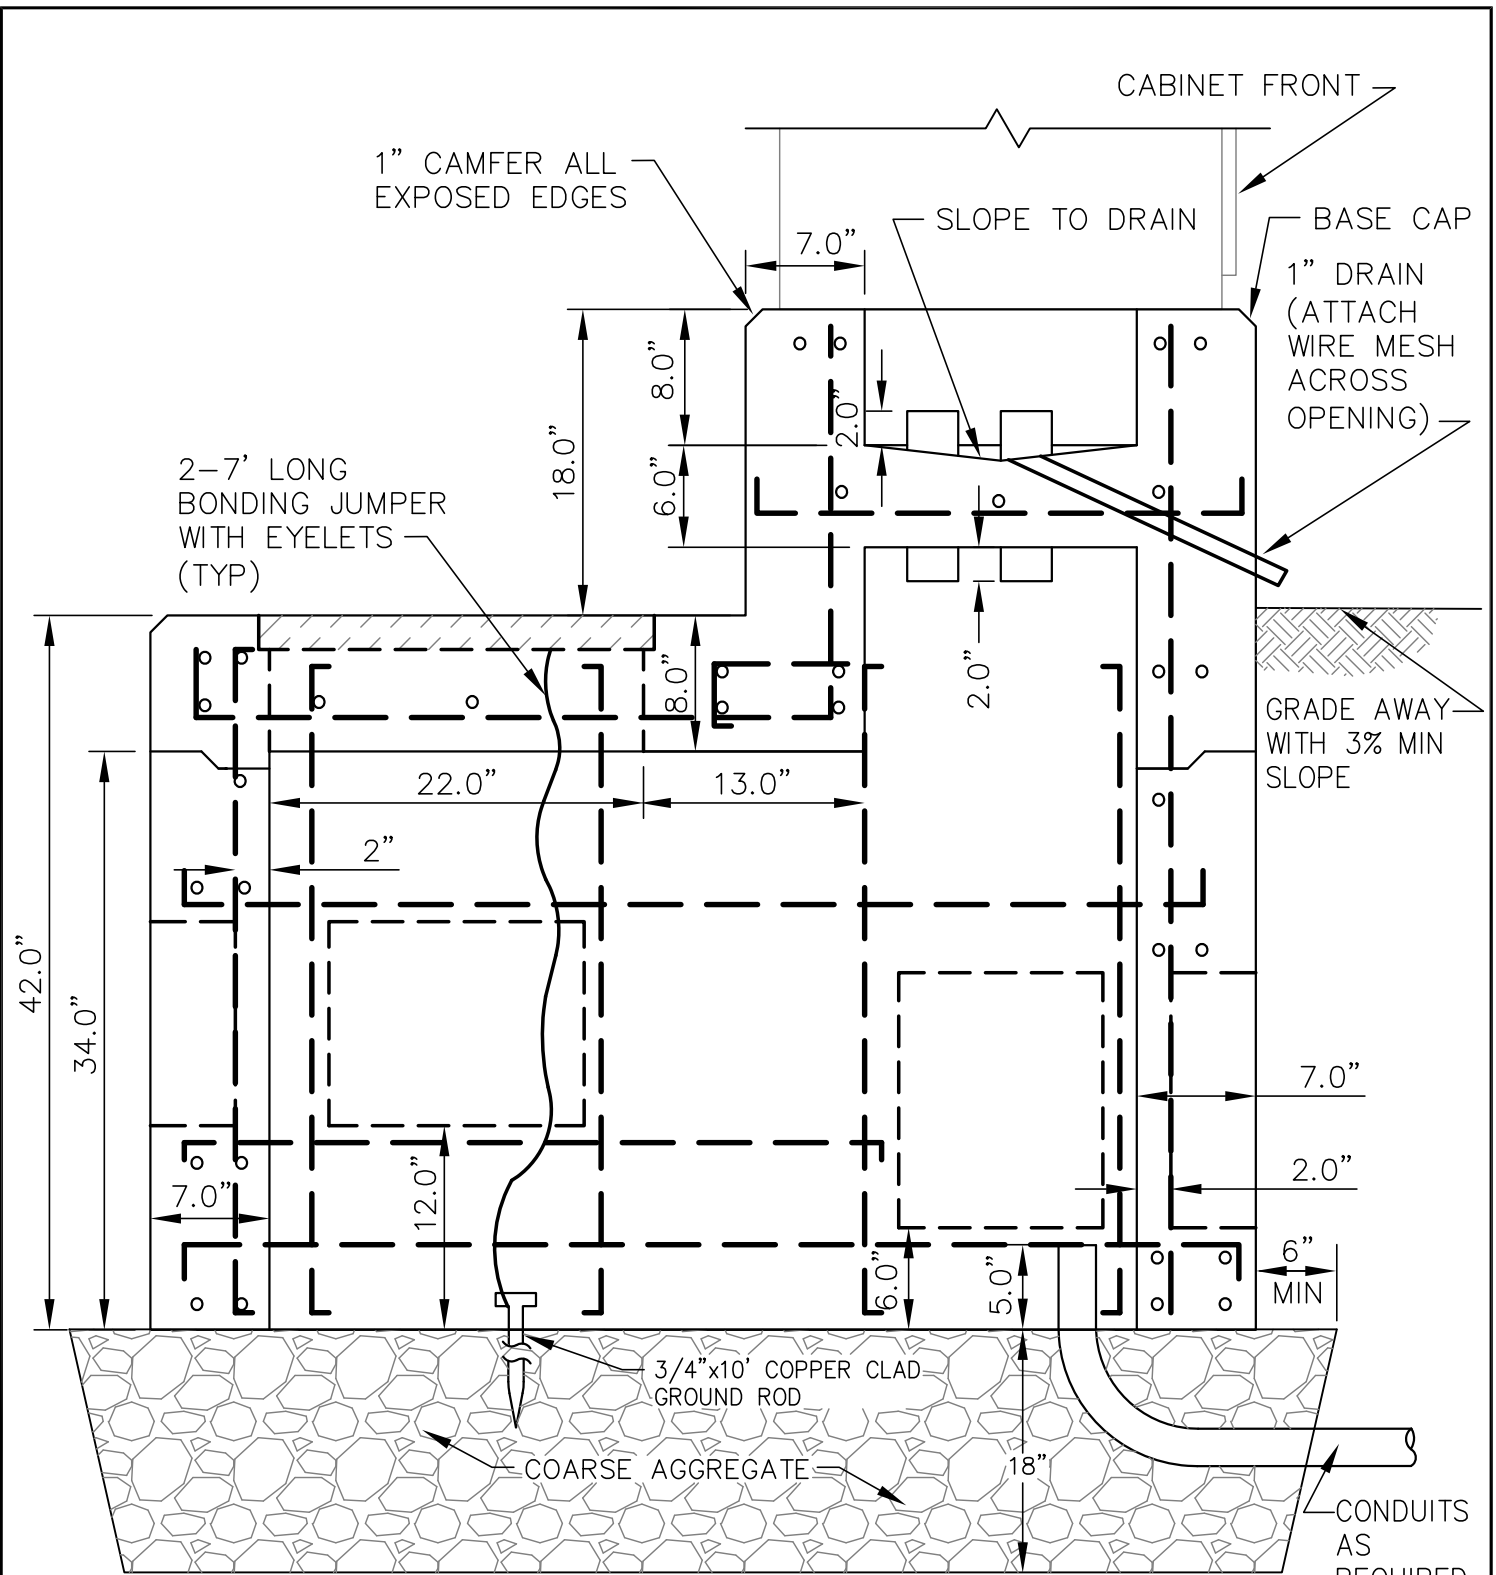 CABINET FRONT
1" CAMFER ALL
EXPOSED EDGES
SLOPE TO DRAIN
BASE CAP
7.0"
1" DRAIN
(ATTACH
WIRE MESH
ACROSS
OPENING)
8.0"
2.0"
18.0"
6.0"
2-7' LONG
BONDING JUMPER
WITH EYELETS
(TYP)
8.0"
2.0"
GRADE AWAY
WITH 3% MIN
SLOPE
22.0"
13.0"
2"
42.0"
34.0"
7.0"
2.0"
12.0"
7.0"
6.0"
5.0"
6"
MIN
3/4"x10' COPPER CLAD
GROUND ROD
COARSE AGGREGATE
18"
CONDUITS
AS
REQUIRED